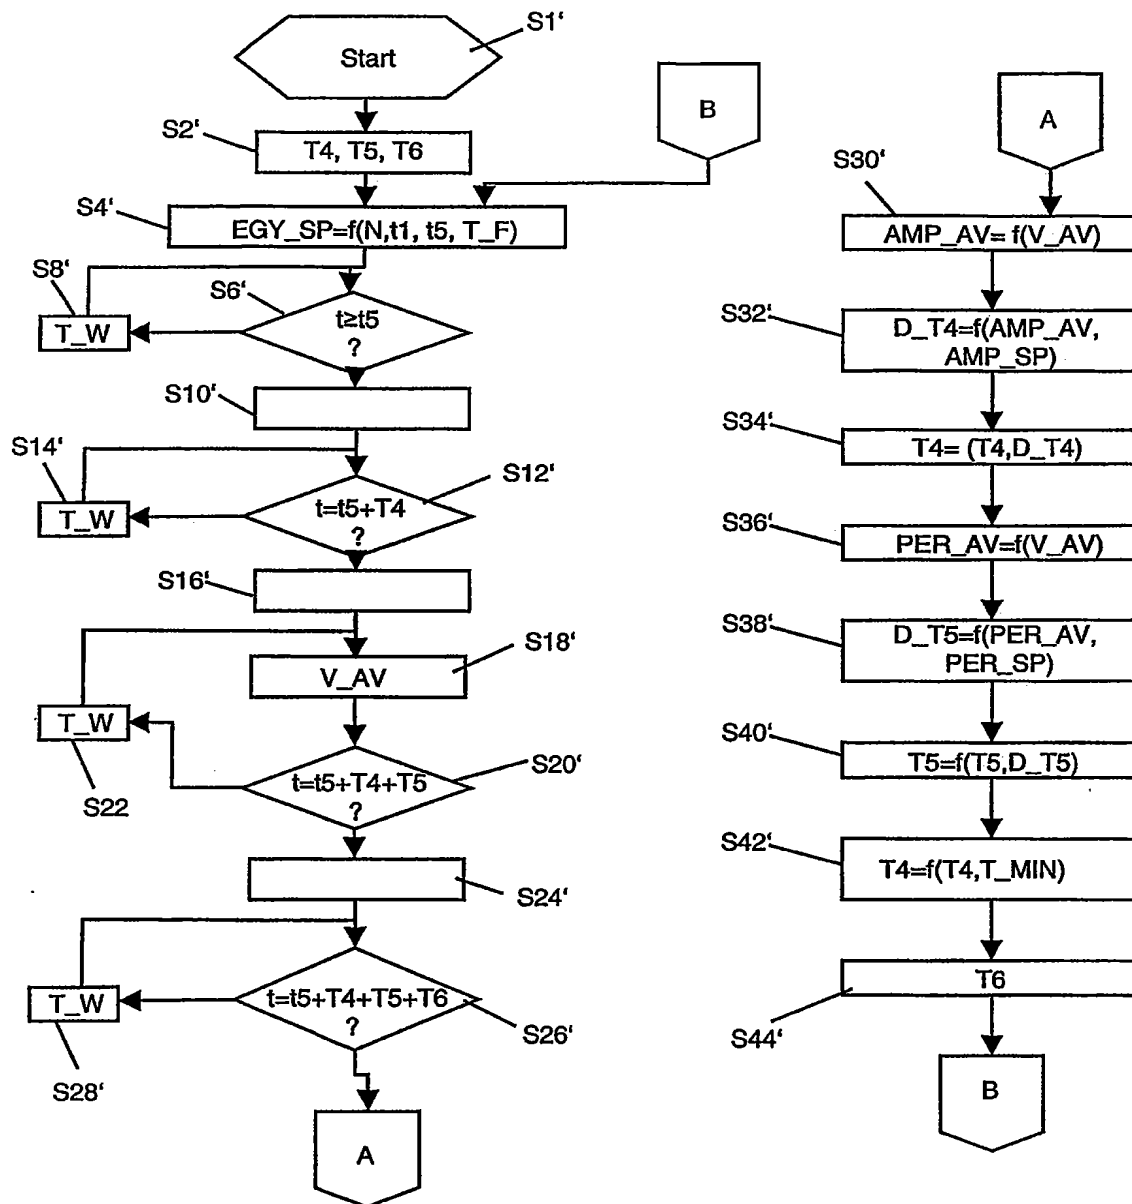 S1‘
Start
S2‘
T4, T5, T6
B
S4‘
EGY_SP=f(N,t1, t5, T_F)
S8‘
T_W
S6‘
t≥t5
?
S10‘
S14‘
T_W
S12‘
t=t5+T4
?
S16‘
S18‘
V_AV
T_W
S22
S20‘
t=t5+T4+T5
?
S24‘
T_W
S28‘
t=t5+T4+T5+T6
?
S26‘
A
A
S30‘
AMP_AV= f(V_AV)
S32‘
D_T4=f(AMP_AV,
AMP_SP)
S34‘
T4= (T4,D_T4)
S36‘
PER_AV=f(V_AV)
S38‘
D_T5=f(PER_AV,
PER_SP)
S40‘
T5=f(T5,D_T5)
S42‘
T4=f(T4,T_MIN)
T6
S44‘
B